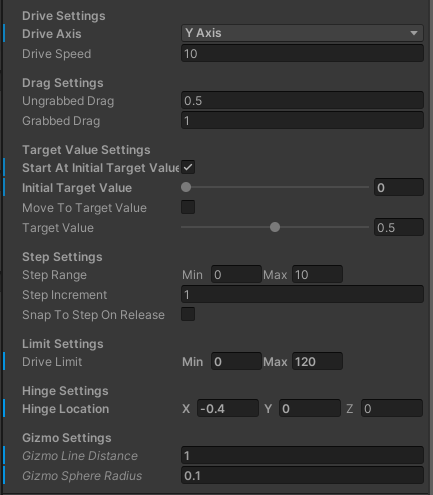 Drive Settings
Drive Axis Y Axis
Drive Speed 10
Drag Settings
Ungrabbed Drag 0.5
Grabbed Drag 1
Target Value Settings
Start At Initial Target Value
Initial Target Value 0
Move To Target Value
Target Value 0.5
Step Settings
Step Range Min 0 Max 10
Step Increment 1
Snap To Step On Release
Limit Settings
Drive Limit Min 0 Max 120
Hinge Settings
Hinge Location X -0.4 Y 0 Z 0
Gizmo Settings
Gizmo Line Distance 1
Gizmo Sphere Radius 0.1